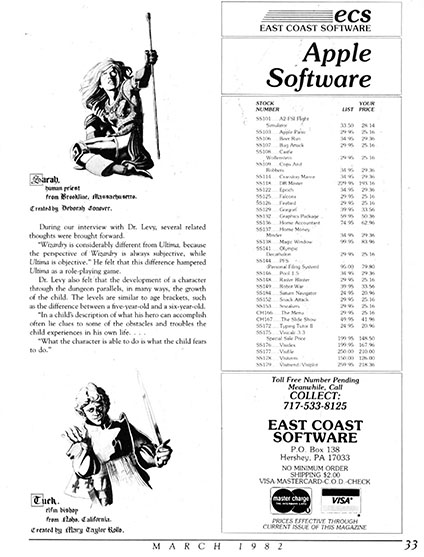 Sarah,
human priest
from Brookline, Massachusetts.
Created by Deborah Sonaver.
During our interview with Dr. Levy, several related
thoughts were brought forward.
"Wizardry is considerably different from Ultima, because
the perspective of Wizardry is always subjective, while
Ultima is objective." He felt that this difference hampered
Ultima as a role-playing game.
Dr. Levy also felt that the development of a character
through the dungeon parallels, in many ways, the growth
of the child. The levels are similar to age brackets, such
as the difference between a five-year-old and a six-year-old.
"In a child's description of what his hero can accomplish
often lie clues to some of the obstacles and troubles the
child experiences in his own life. . . .
"What the character is able to do is what the child fears
to do."
Tuck,
elfin bishop
from Noho, California.
Created by Mary Taylor Rollo.
ecs
EAST COAST SOFTWARE
Apple
Software
STOCK YOUR
NUMBER LIST PRICE
SS101 . . . A2-FSI Flight
Simulator 33.50 28.14
SS103 . . . Apple Panic 29.95 25.16
SS106 . . . Beer Run 34.95 29.36
SS107 . . . Bug Attack 29.95 25.16
SS108 . . . Castle
Wolfenstein 29.95 25.16
SS109 . . . Cops And
Robbers 34.95 29.36
SS114 . . . Crossfire 29.95 29.36
SS118 . . . DB Master 229.95 193.16
SS122 . . . Epoch 34.95 29.36
SS125 . . . Falcons 29.95 25.16
SS126 . . . Firebird 29.95 25.16
SS129 . . . Gorgon 39.95 33.56
SS132 . . . Graphics Package 59.95 50.36
SS136 . . . Home Accountant 74.95 62.96
SS137 . . . Home Money
Minder 34.95 29.36
SS138 . . . Magic Window 99.95 83.96
SS141 . . . Olympic
Decathalon 29.95 25.16
SS144 . . . PFS
(Personal Filing System) 95.00 79.80
SS146 . . . Pool 1.5 34.95 29.36
SS148 . . . Raster Blaster 29.95 25.16
SS149 . . . Robot War 39.95 33.56
SS150 . . . Saturn Navigator 24.95 20.96
SS152 . . . Snack Attack 29.95 25.16
SS153 . . . Sneakers 29.95 25.16
CH166 . . . The Menu 29.95 25.16
CH167 . . . The Slide Show 49.95 41.96
SS172 . . . Typing Tutor II 24.95 20.96
SS175 . . . Visicalc 3.3
Special Sale Price 199.95 148.50
SS176 . . . Visidex 199.95 167.96
SS177 . . . Visifile 250.00 210.00
SS178 . . . Visiterm 150.00 126.00
SS179 . . . Visitrend/Visiplot 259.95 218.36
Toll Free Number Pending
Meanwhile, Call
COLLECT:
717-533-8125
EAST COAST
SOFTWARE
P.O. Box 138
Hershey, PA 17033
NO MINIMUM ORDER
SHIPPING $2.00
VISA-MASTERCARD-C.O.D.-CHECK
master charge
THE INTERBANK CARD
VISA
PRICES EFFECTIVE THROUGH
CURRENT ISSUE OF THIS MAGAZINE
MARCH 1982 33